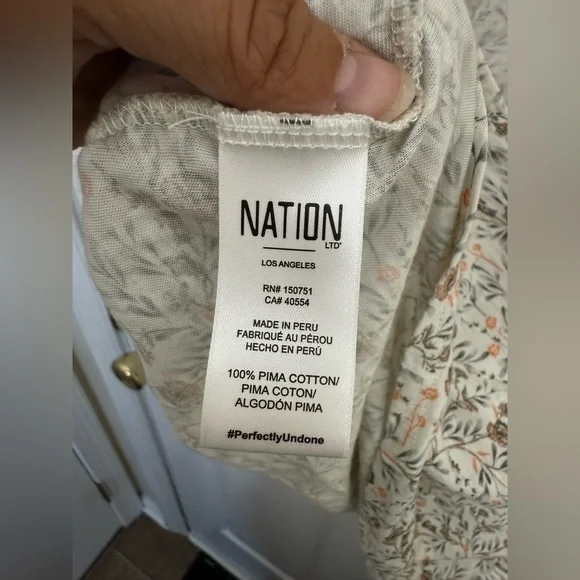 NATION
LTD
LOS ANGELES
RN# 150751
CA# 40554
MADE IN PERU
FABRIQUÉ AU PÉROU
HECHO EN PERÚ
100% PIMA COTTON/
PIMA COTON/
ALGODÓN PIMA
#PerfectlyUndone